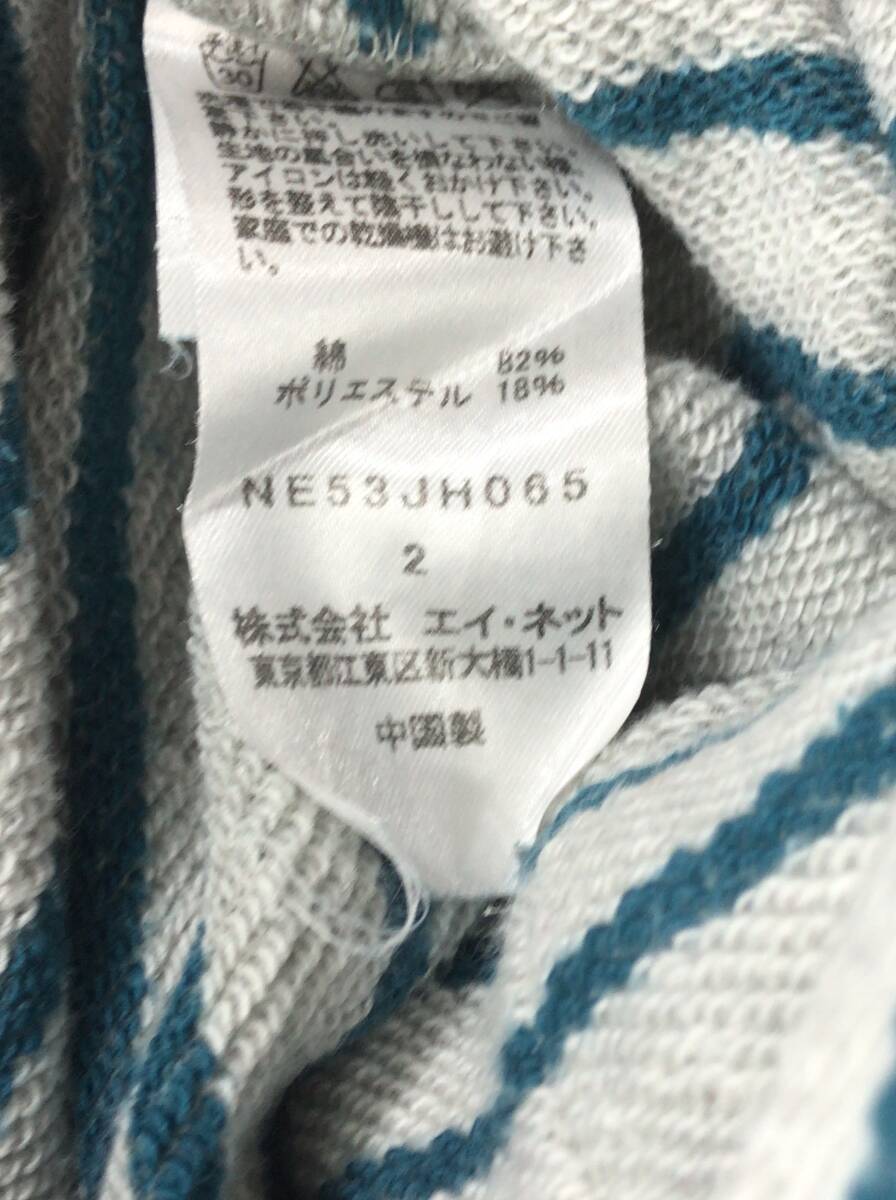 30
下さい。
静かに押し洗いして下さい。
生地の風合いを損なわない様、
アイロンは軽くおかけ下さい。
形を整えて陰干しして下さい。
家庭での乾燥機はお避け下さ
い。
綿 82%
ポリエステル 18%
NE53JH065
2
株式会社 エイ・ネット
東京都江東区新大橋1-1-11
中国製